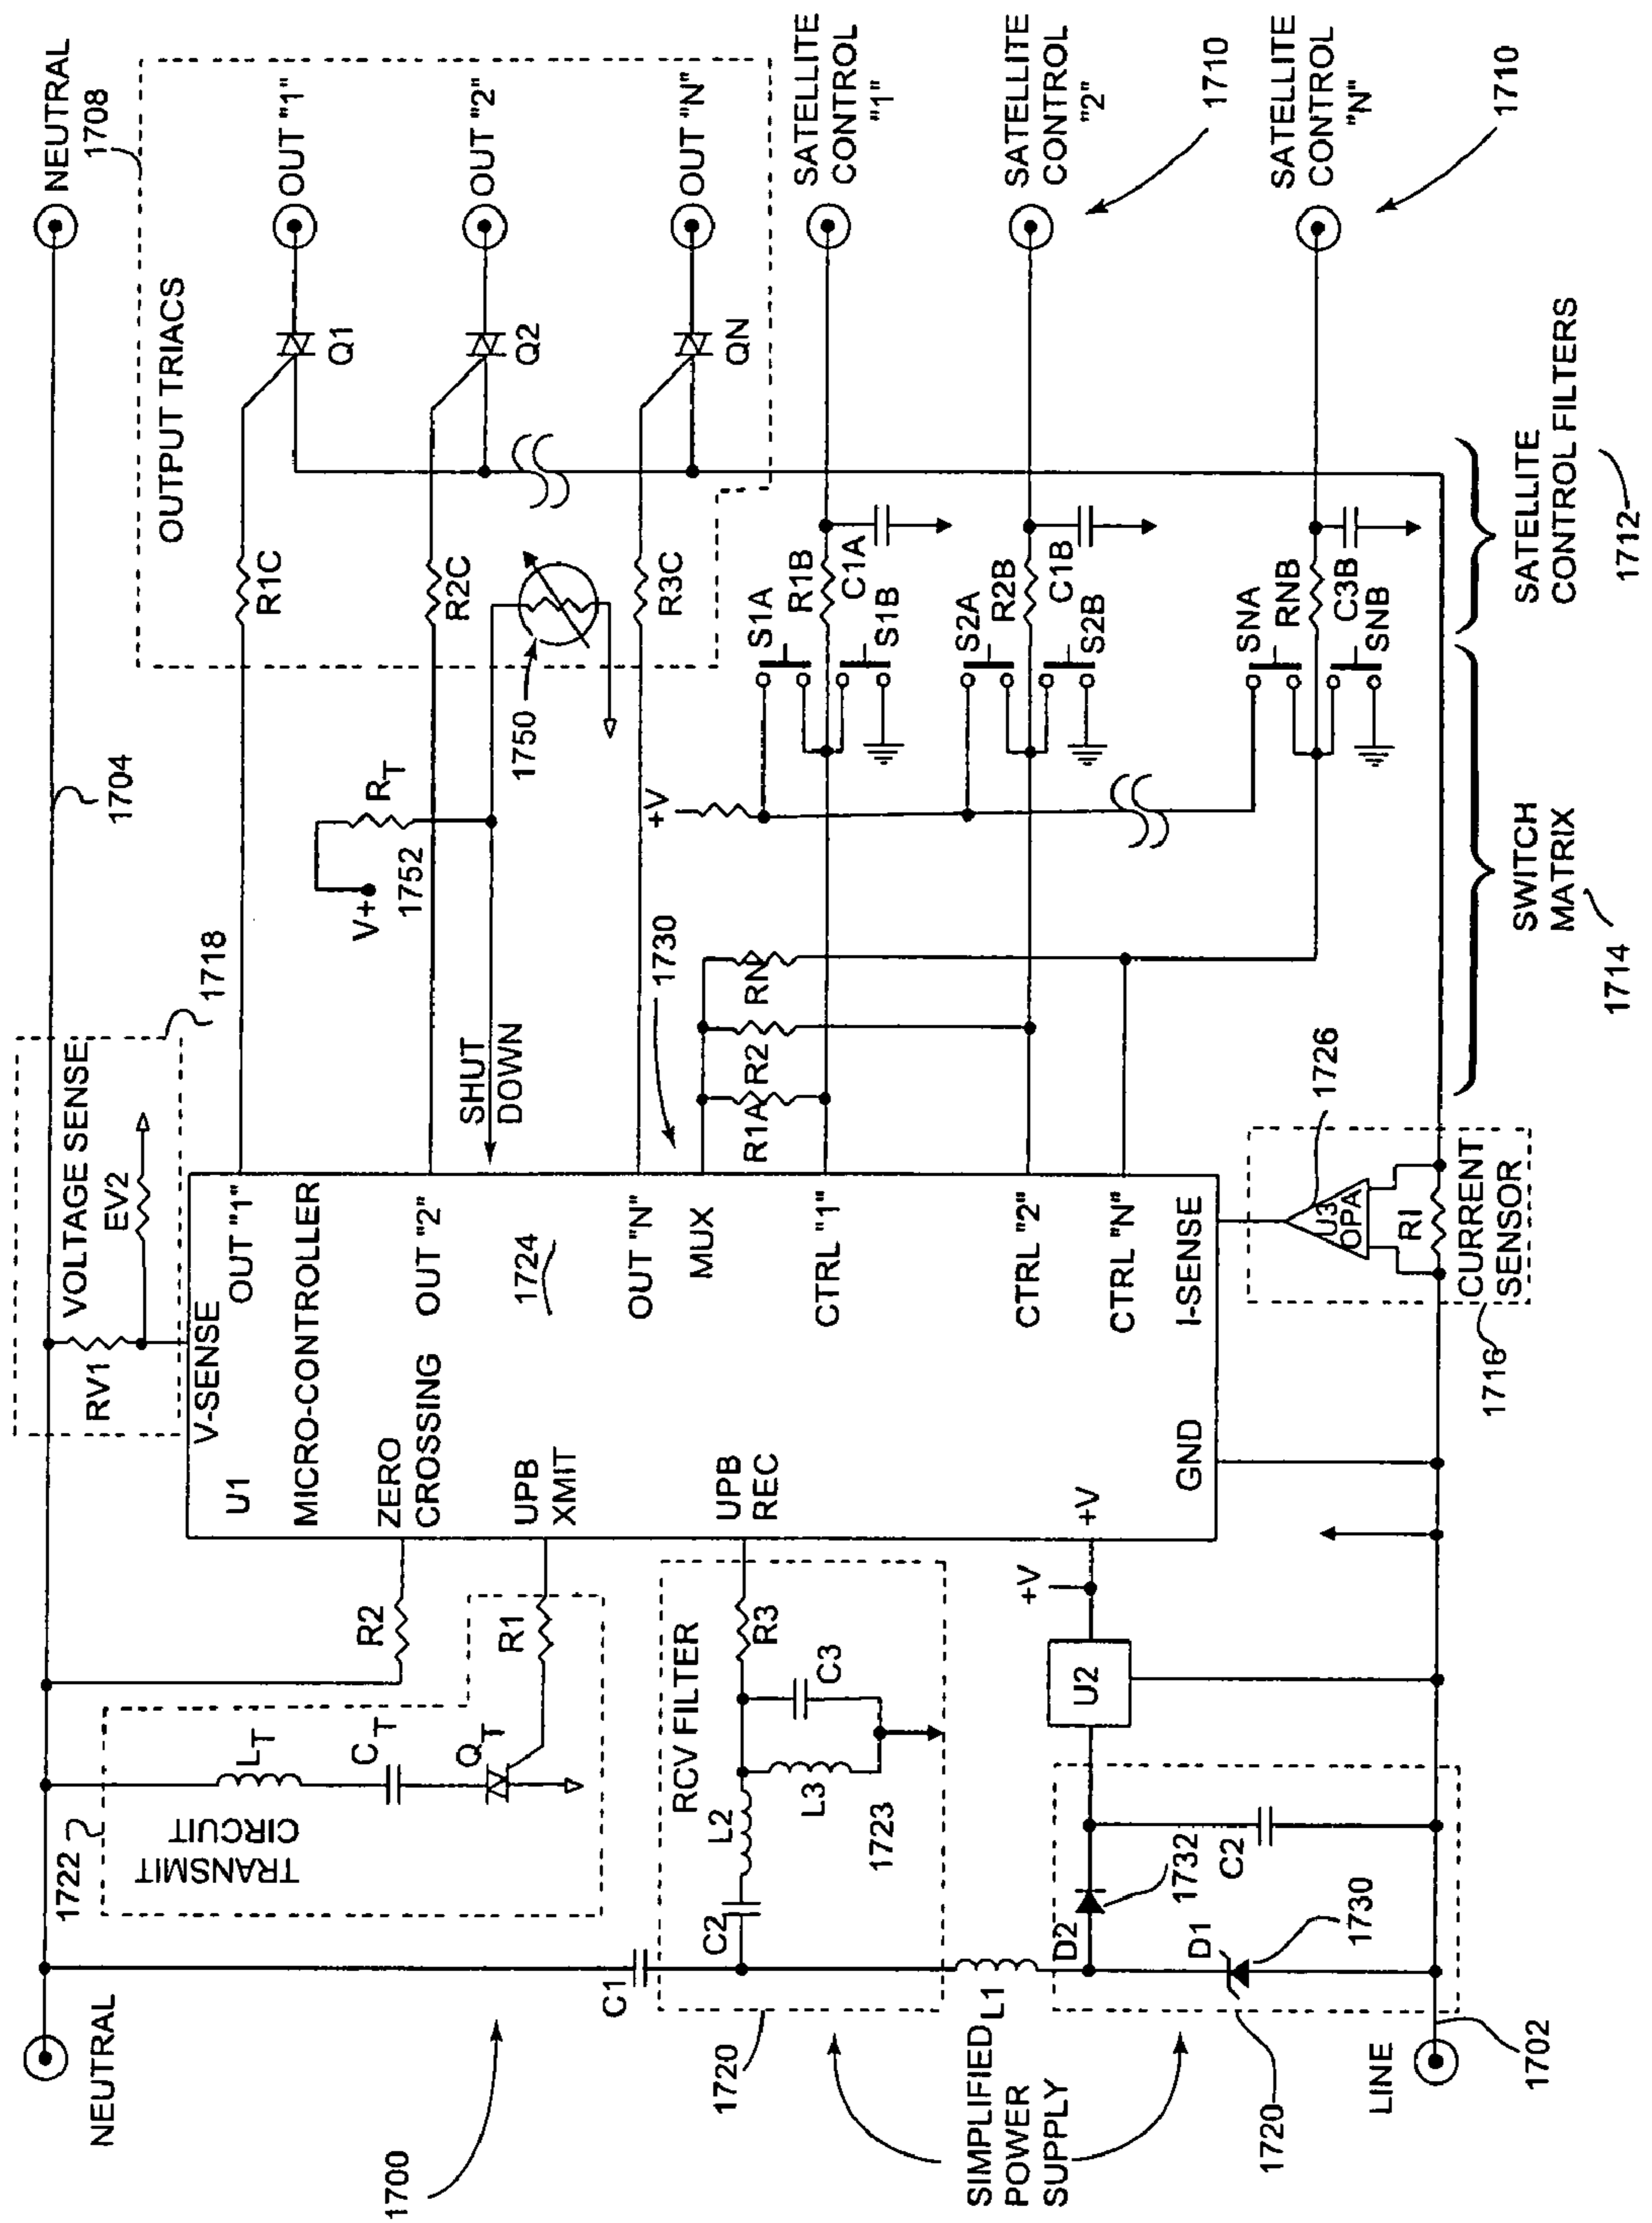 NEUTRAL
1704
NEUTRAL
1708
1722
TRANSMIT
CIRCUIT
L_T
C_T
Q_T
R2
R1
VOLTAGE SENSE
RV1
EV2
1718
OUTPUT TRIACS
R1C
Q1
OUT "1"
V+
R_T
1752
R2C
Q2
OUT "2"
SHUT
DOWN
1750
R3C
QN
OUT "N"
V-SENSE
U1
OUT "1"
MICRO-CONTROLLER
ZERO
CROSSING
OUT "2"
UPB
XMIT
1724
OUT "N"
UPB
REC
MUX
CTRL "1"
CTRL "2"
CTRL "N"
+V
GND
I-SENSE
1700
C1
RCV FILTER
C2
L2
L3
C3
R3
1723
1720
1730
R1A
R2
RN
+V
S1A
R1B
C1A
S1B
SATELLITE
CONTROL
"1"
S2A
R2B
C1B
S2B
SATELLITE
CONTROL
"2"
1710
SNA
RNB
C3B
SNB
SATELLITE
CONTROL
"N"
1710
SIMPLIFIED
POWER
SUPPLY
L1
D2
1732
D1
1730
C2
1720
U2
+V
LINE
1702
1726
U3
OPA
RI
CURRENT
SENSOR
1716
SWITCH
MATRIX
1714
SATELLITE
CONTROL FILTERS
1712